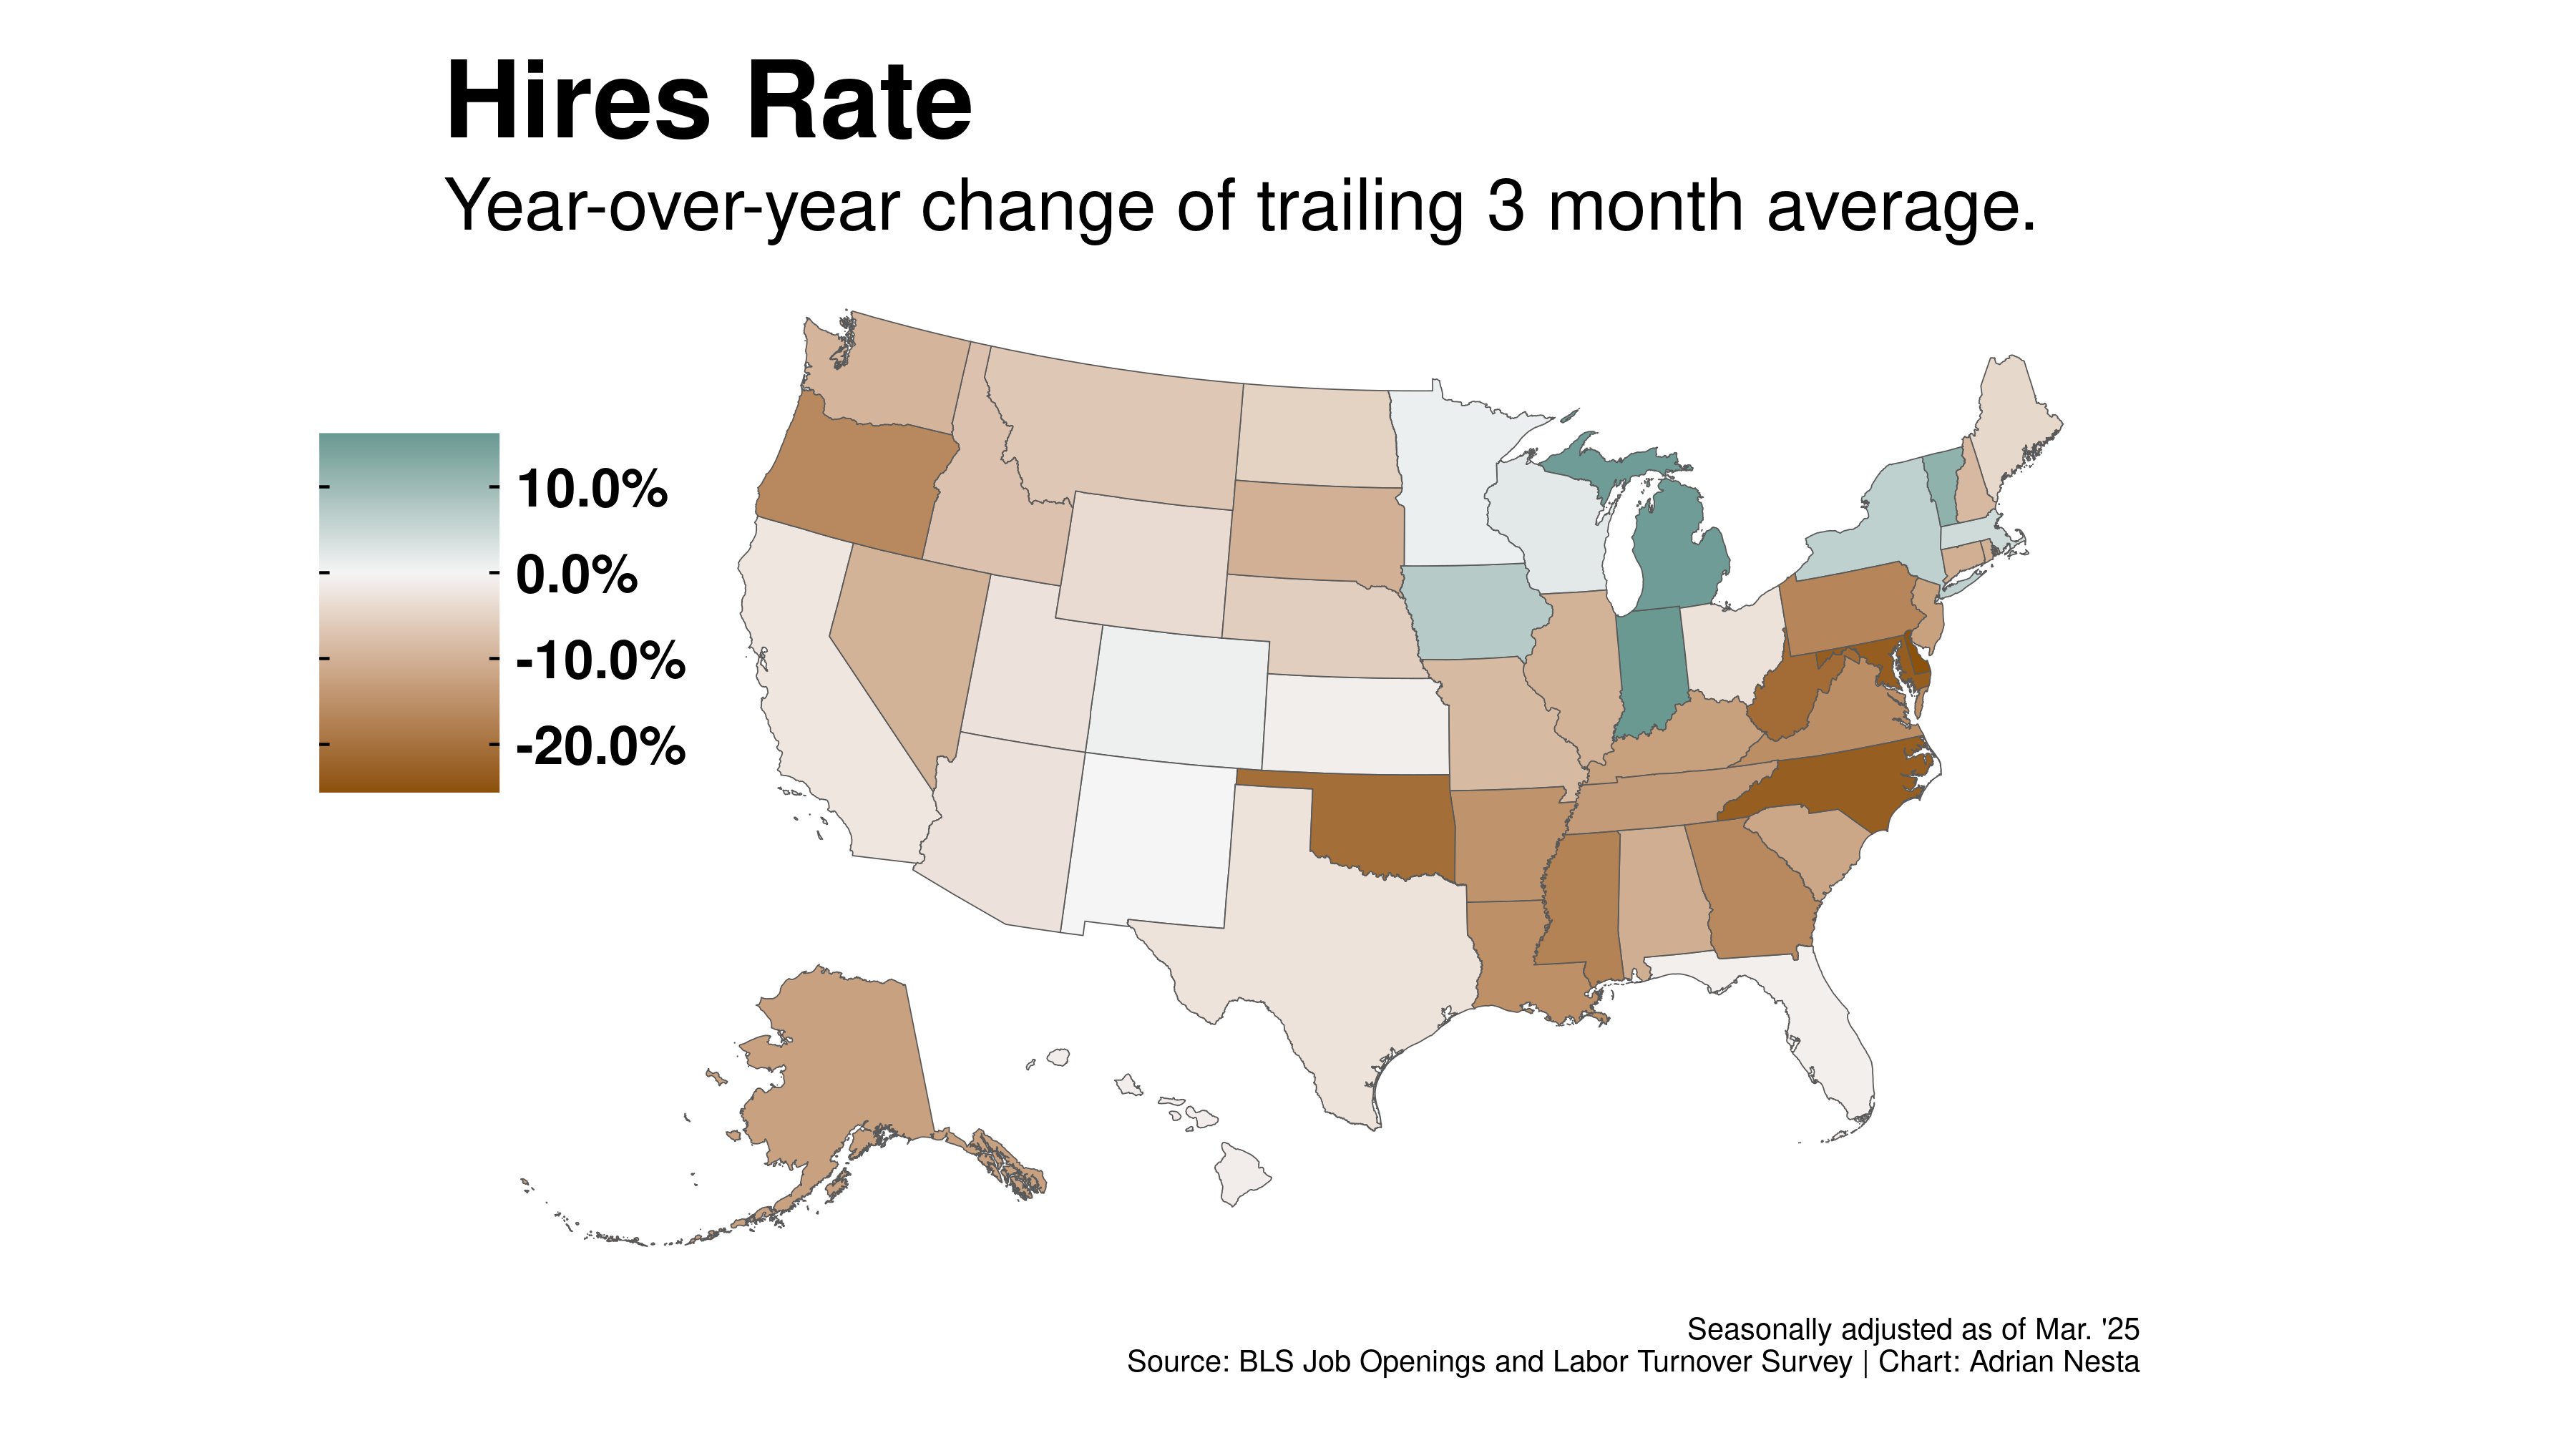 Hires Rate
Year-over-year change of trailing 3 month average.
10.0%
0.0%
-10.0%
-20.0%
Seasonally adjusted as of Mar. '25
Source: BLS Job Openings and Labor Turnover Survey | Chart: Adrian Nesta